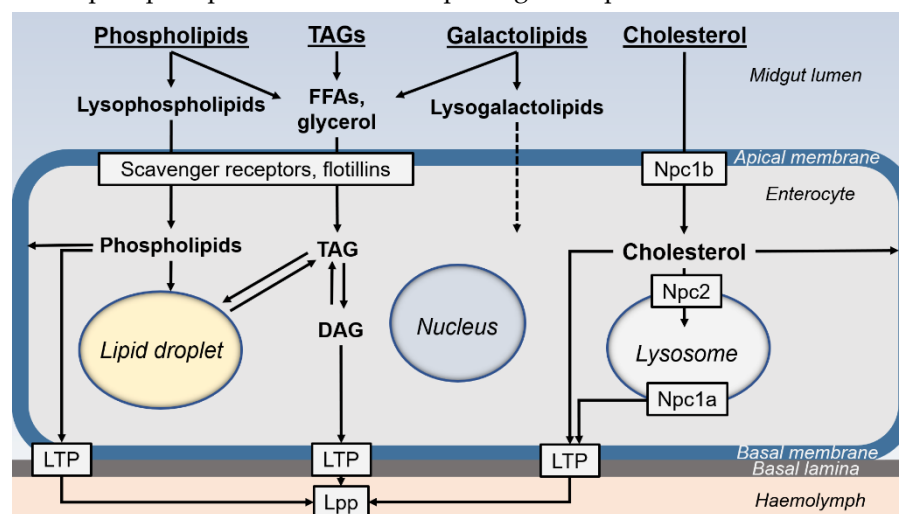 Phospholipids TAGs Galactolipids Cholesterol
Midgut lumen
Lysophospholipids FFAs, glycerol Lysogalactolipids
Scavenger receptors, flotillins Npc1b Apical membrane
Enterocyte
Phospholipids TAG Cholesterol
Npc2
Lipid droplet DAG Nucleus Lysosome
Npc1a
LTP LTP LTP Basal membrane
Basal lamina
Lpp Haemolymph